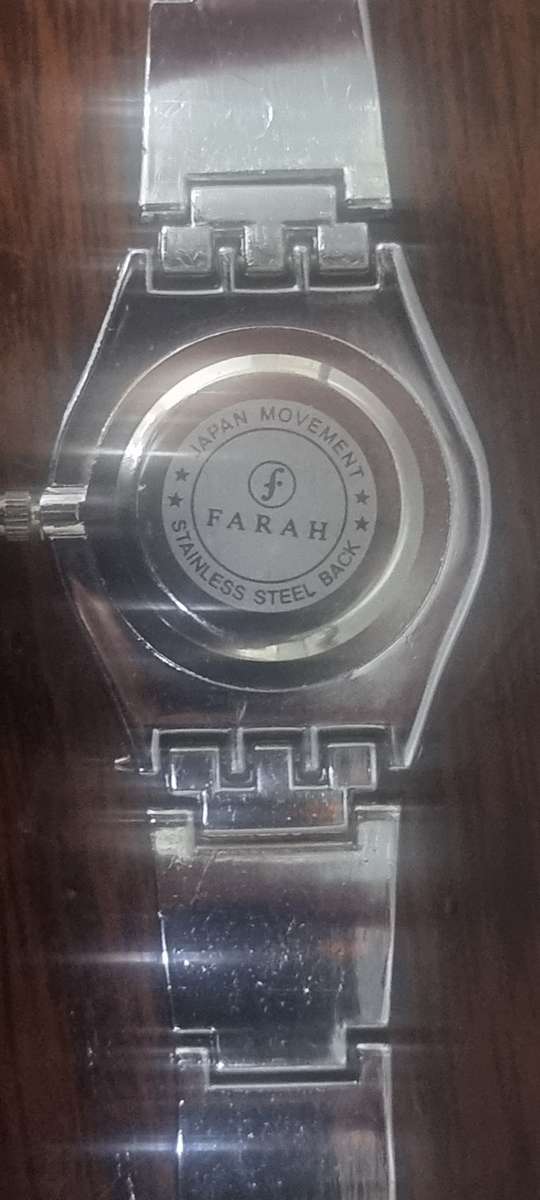 JAPAN MOVEMENT
f
FARAH
STAINLESS STEEL BACK